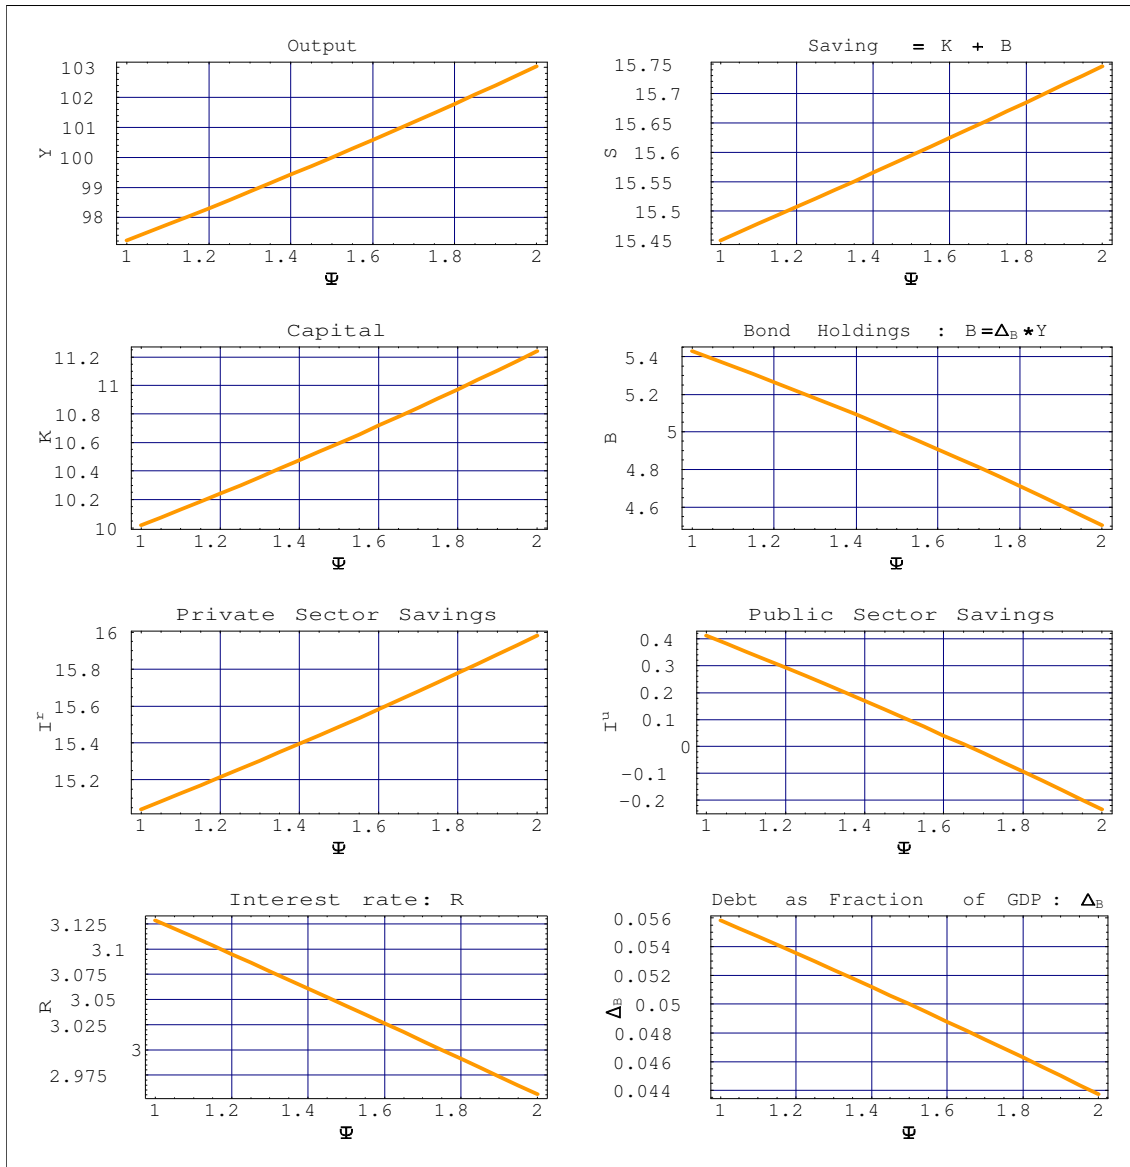 Output
103
102
101
100
99
98
Y
1 1.2 1.4 1.6 1.8 2
Ψ
Saving = K + B
15.75
15.7
15.65
15.6
15.55
15.5
15.45
S
1 1.2 1.4 1.6 1.8 2
Ψ
Capital
11.2
11
10.8
10.6
10.4
10.2
10
K
1 1.2 1.4 1.6 1.8 2
Ψ
Bond Holdings : B=Δ_B★Y
5.4
5.2
5
4.8
4.6
B
1 1.2 1.4 1.6 1.8 2
Ψ
Private Sector Savings
16
15.8
15.6
15.4
15.2
I^r
1 1.2 1.4 1.6 1.8 2
Ψ
Public Sector Savings
0.4
0.3
0.2
0.1
0
-0.1
-0.2
I^u
1 1.2 1.4 1.6 1.8 2
Ψ
Interest rate: R
3.125
3.1
3.075
3.05
3.025
3
2.975
R
1 1.2 1.4 1.6 1.8 2
Ψ
Debt as Fraction of GDP: Δ_B
0.056
0.054
0.052
0.05
0.048
0.046
0.044
Δ_B
1 1.2 1.4 1.6 1.8 2
Ψ